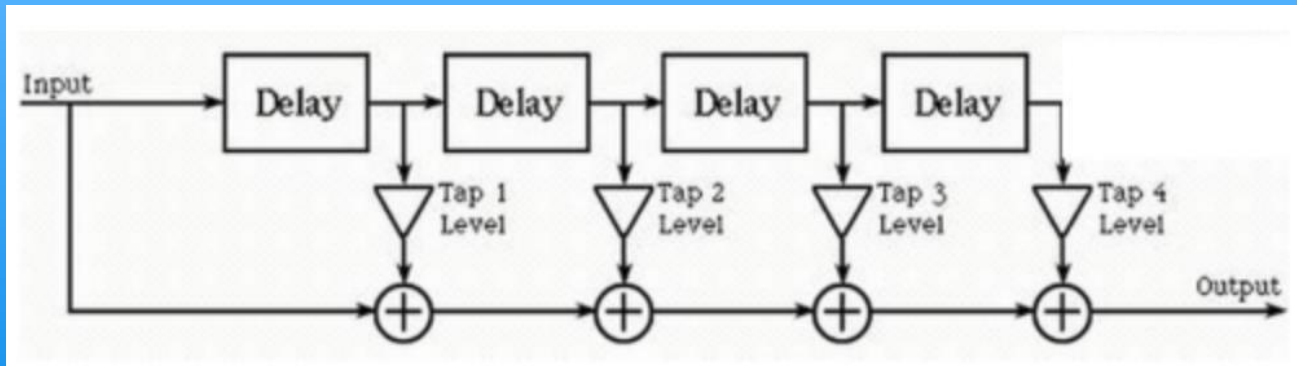 Input
Delay
Delay
Delay
Delay
Tap 1
Level
Tap 2
Level
Tap 3
Level
Tap 4
Level
Output